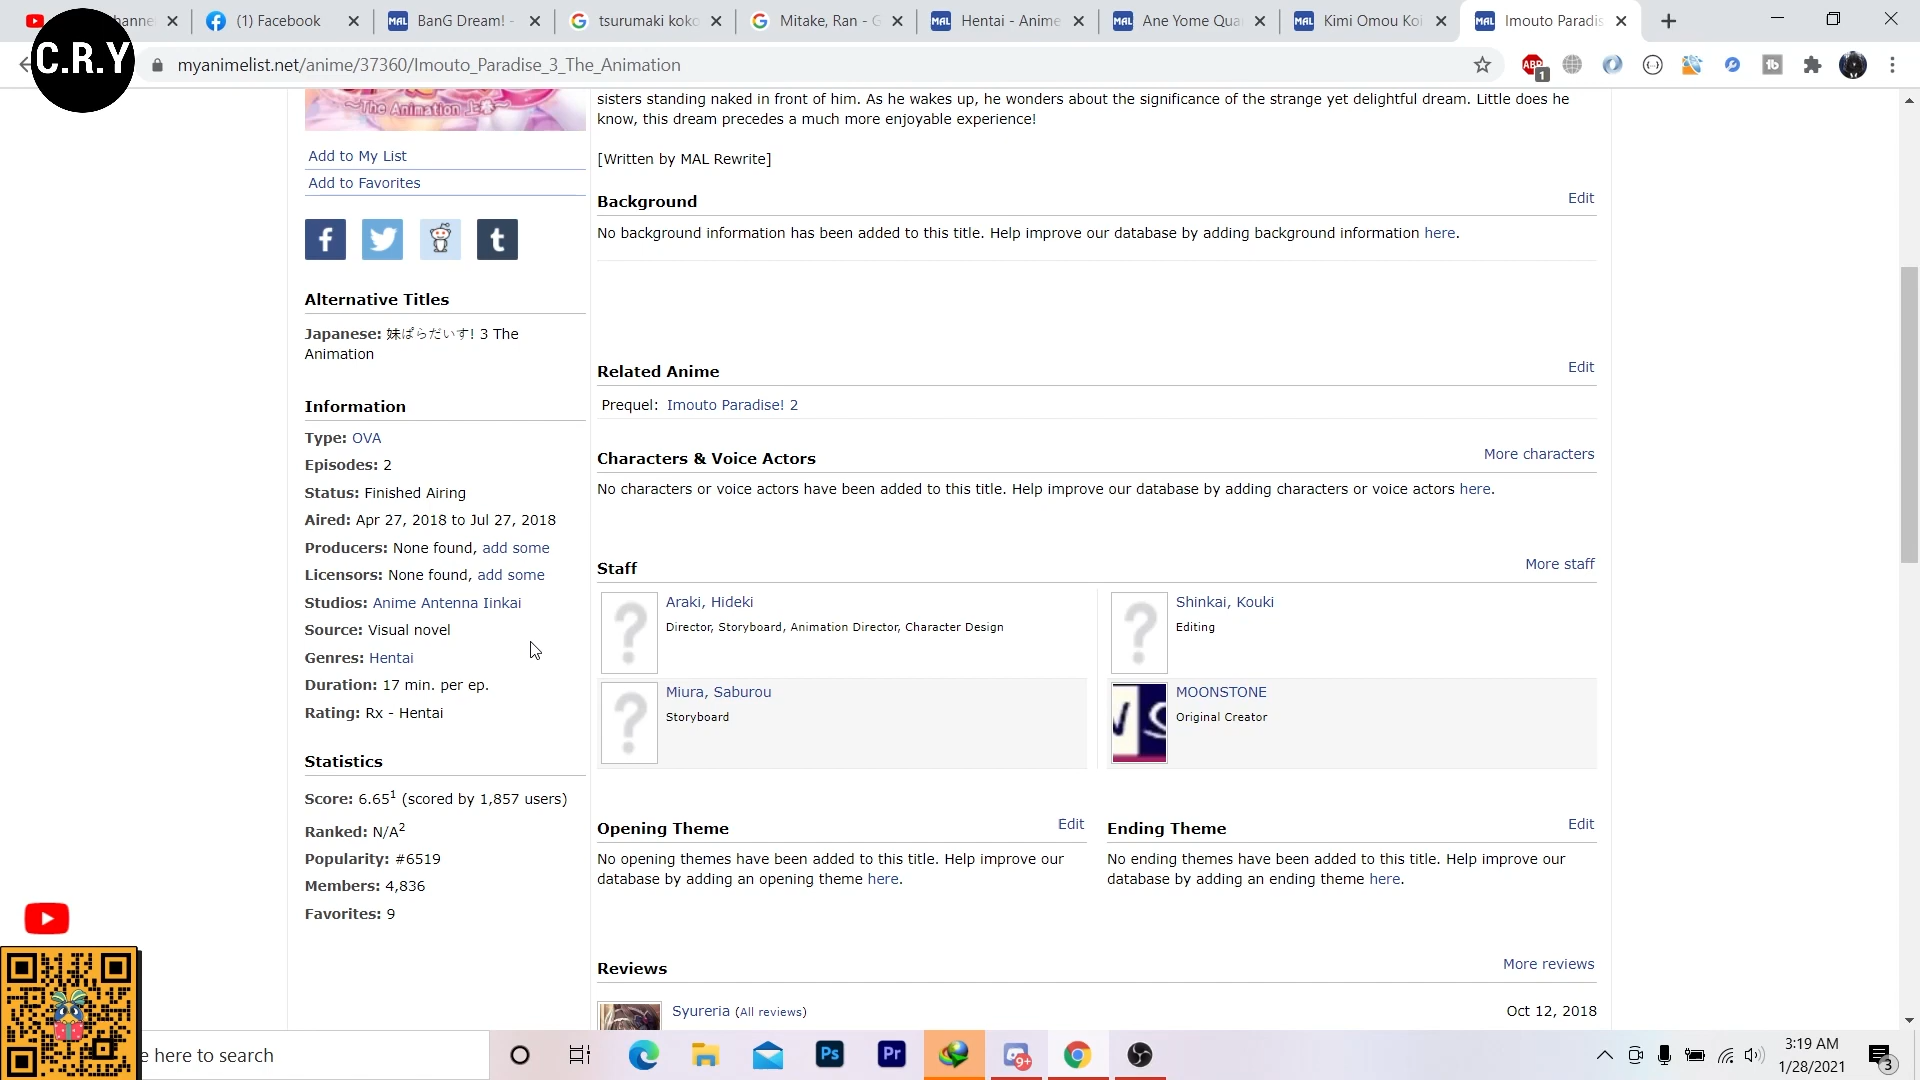 hanne
(1) Facebook
BanG Dream! -
tsurumaki koko
Mitake, Ran - G
Hentai - Anime
Ane Yome Qua
Kimi Omou Koi
Imouto Paradis
C.R.Y
myanimelist.net/anime/37360/Imouto_Paradise_3_The_Animation
ABP
1
~The Animation 上巻~
sisters standing naked in front of him. As he wakes up, he wonders about the significance of the strange yet delightful dream. Little does he
know, this dream precedes a much more enjoyable experience!
[Written by MAL Rewrite]
Add to My List
Add to Favorites
Background
Edit
No background information has been added to this title. Help improve our database by adding background information here.
Alternative Titles
Japanese: 妹ぱらだいす! 3 The
Animation
Related Anime
Edit
Prequel: Imouto Paradise! 2
Information
Type: OVA
Episodes: 2
Status: Finished Airing
Aired: Apr 27, 2018 to Jul 27, 2018
Producers: None found, add some
Licensors: None found, add some
Studios: Anime Antenna Iinkai
Source: Visual novel
Genres: Hentai
Duration: 17 min. per ep.
Rating: Rx - Hentai
Characters & Voice Actors
More characters
No characters or voice actors have been added to this title. Help improve our database by adding characters or voice actors here.
Staff
More staff
Araki, Hideki
Director, Storyboard, Animation Director, Character Design
Shinkai, Kouki
Editing
Miura, Saburou
Storyboard
MOONSTONE
Original Creator
Statistics
Score: 6.65¹ (scored by 1,857 users)
Ranked: N/A²
Popularity: #6519
Members: 4,836
Favorites: 9
Opening Theme
Edit
No opening themes have been added to this title. Help improve our
database by adding an opening theme here.
Ending Theme
Edit
No ending themes have been added to this title. Help improve our
database by adding an ending theme here.
Reviews
More reviews
Syureria (All reviews)
Oct 12, 2018
e here to search
Ps
Pr
9+
3:19 AM
1/28/2021
3